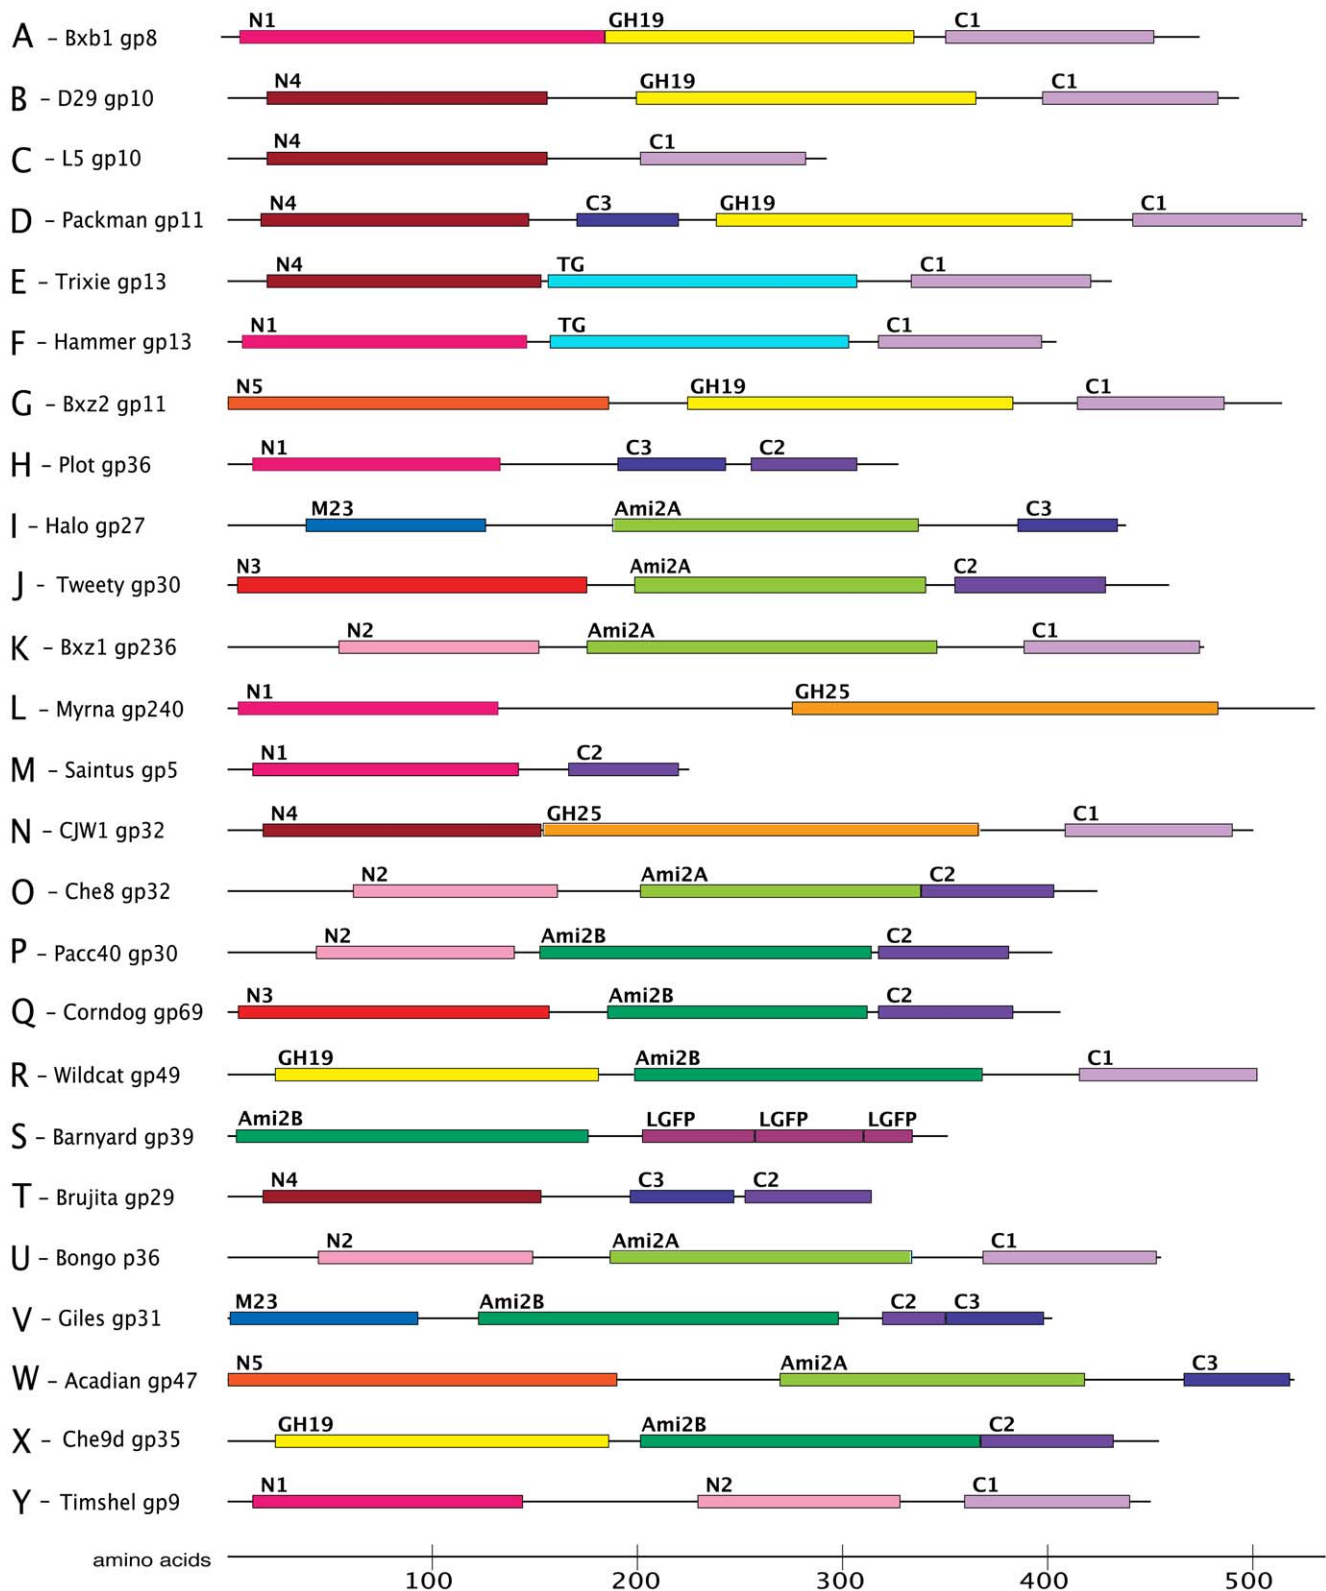 N1 GH19 C1
A – Bxb1 gp8
N4 GH19 C1
B – D29 gp10
N4 C1
C – L5 gp10
N4 C3 GH19 C1
D – Packman gp11
N4 TG C1
E – Trixie gp13
N1 TG C1
F – Hammer gp13
N5 GH19 C1
G – Bxz2 gp11
N1 C3 C2
H – Plot gp36
M23 Ami2A C3
I – Halo gp27
N3 Ami2A C2
J – Tweety gp30
N2 Ami2A C1
K – Bxz1 gp236
N1 GH25
L – Myrna gp240
N1 C2
M – Saintus gp5
N4 GH25 C1
N – CJW1 gp32
N2 Ami2A C2
O – Che8 gp32
N2 Ami2B C2
P – Pacc40 gp30
N3 Ami2B C2
Q – Corndog gp69
GH19 Ami2B C1
R – Wildcat gp49
Ami2B LGFP LGFP LGFP
S – Barnyard gp39
N4 C3 C2
T – Brujita gp29
N2 Ami2A C1
U – Bongo p36
M23 Ami2B C2 C3
V – Giles gp31
N5 Ami2A C3
W – Acadian gp47
GH19 Ami2B C2
X – Che9d gp35
N1 N2 C1
Y – Timshel gp9
amino acids
100 200 300 400 500